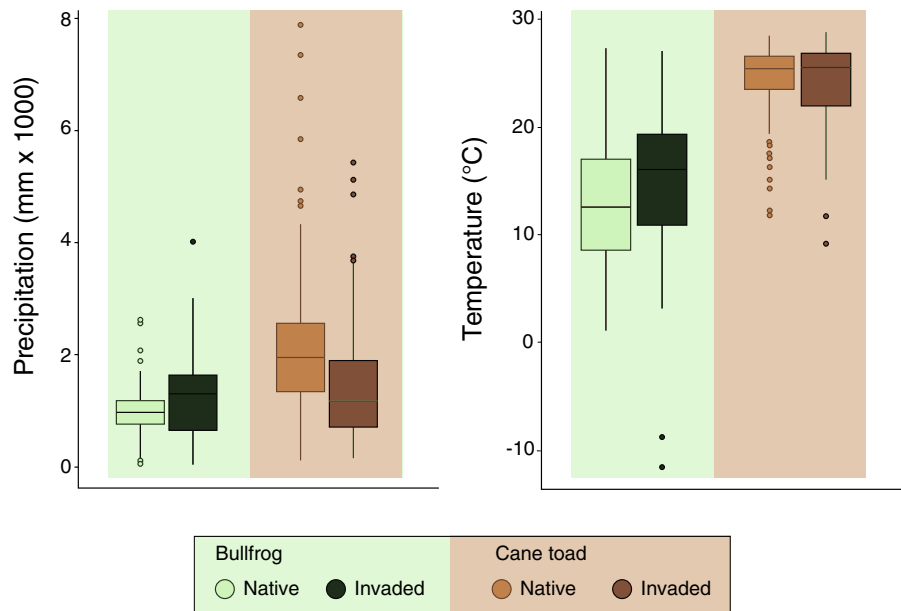 Precipitation (mm x 1000)
8
6
4
2
0
Temperature (°C)
30
20
10
0
-10
Bullfrog
Native Invaded
Cane toad
Native Invaded